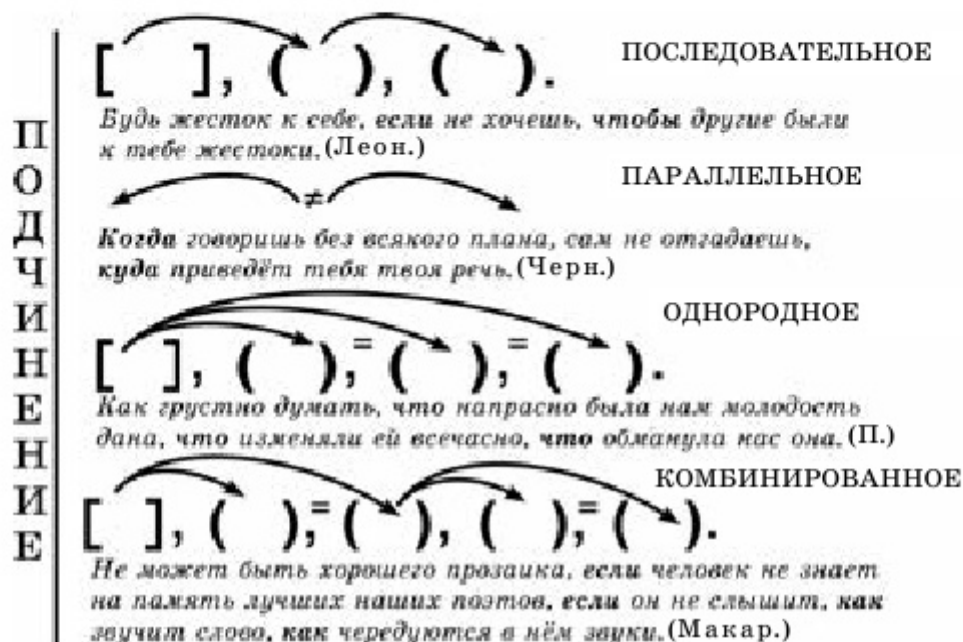 ПОДЧИНЕНИЕ
[ ], ( ), ( ).
ПОСЛЕДОВАТЕЛЬНОЕ
Будь жесток к себе, если не хочешь, чтобы другие были
к тебе жестоки. (Леон.)
ПАРАЛЛЕЛЬНОЕ
≠
Когда говоришь без всякого плана, сам не отгадаешь,
куда приведёт тебя твоя речь. (Черн.)
ОДНОРОДНОЕ
[ ], ( ),= ( ),= ( ).
Как грустно думать, что напрасно была нам молодость
дана, что изменяли ей всечасно, что обманула нас она. (П.)
КОМБИНИРОВАННОЕ
[ ], ( ),= ( ), ( ),= ( ).
Не может быть хорошего прозаика, если человек не знает
на память лучших наших поэтов, если он не слышит, как
звучит слово, как чередуются в нём звуки. (Макар.)